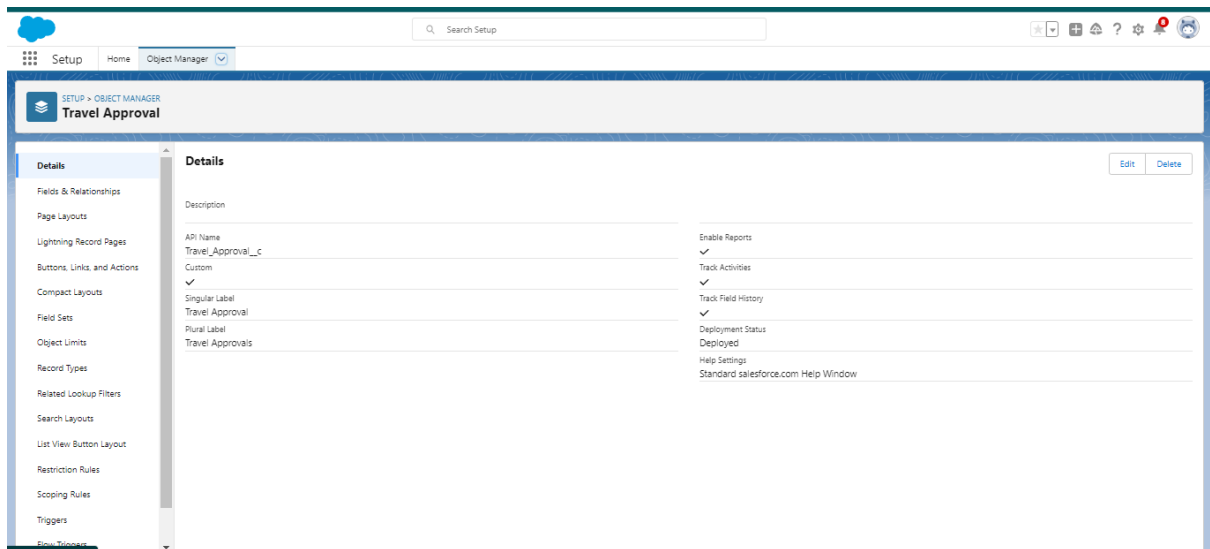 Search Setup
8
Setup
Home
Object Manager
SETUP > OBJECT MANAGER
Travel Approval
Details
Fields & Relationships
Page Layouts
Lightning Record Pages
Buttons, Links, and Actions
Compact Layouts
Field Sets
Object Limits
Record Types
Related Lookup Filters
Search Layouts
List View Button Layout
Restriction Rules
Scoping Rules
Triggers
Flow Triggers
Details
Edit
Delete
Description
API Name
Travel_Approval__c
Custom
Singular Label
Travel Approval
Plural Label
Travel Approvals
Enable Reports
Track Activities
Track Field History
Deployment Status
Deployed
Help Settings
Standard salesforce.com Help Window